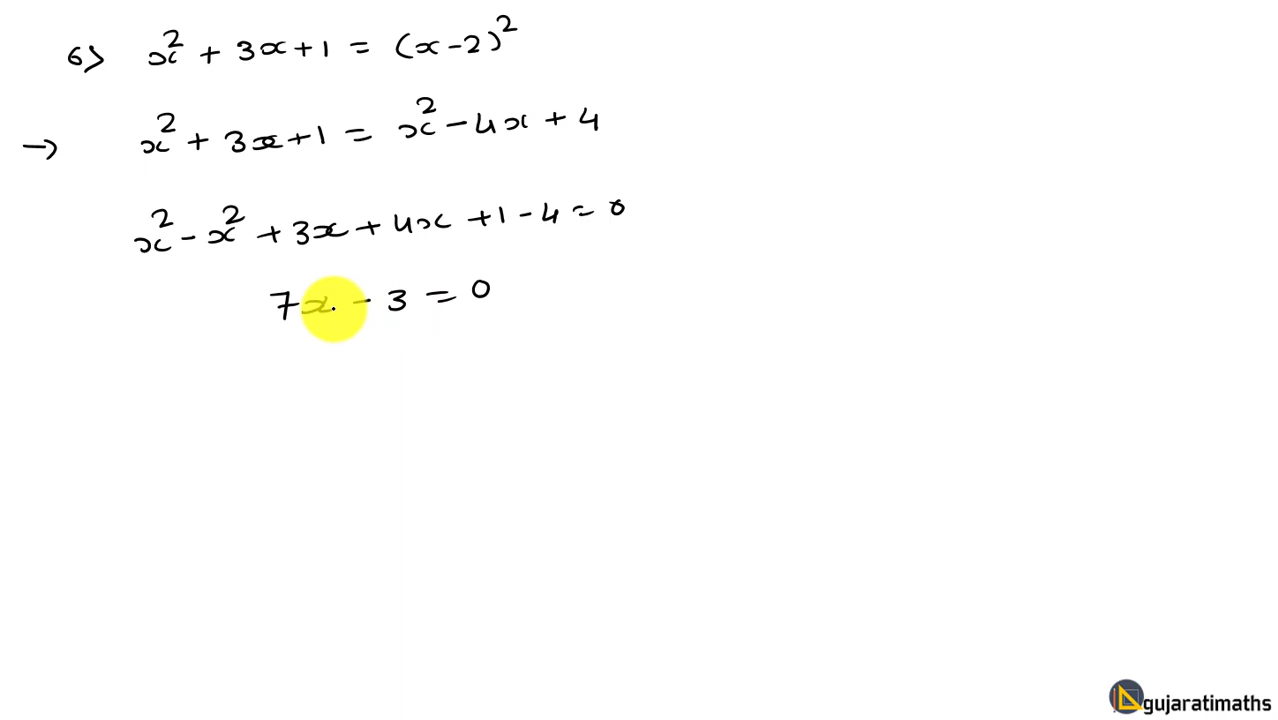 6) x² + 3x + 1 = (x - 2)²
→ x² + 3x + 1 = x² - 4x + 4
x² - x² + 3x + 4x + 1 - 4 = 0
7x - 3 = 0
gujaratimaths